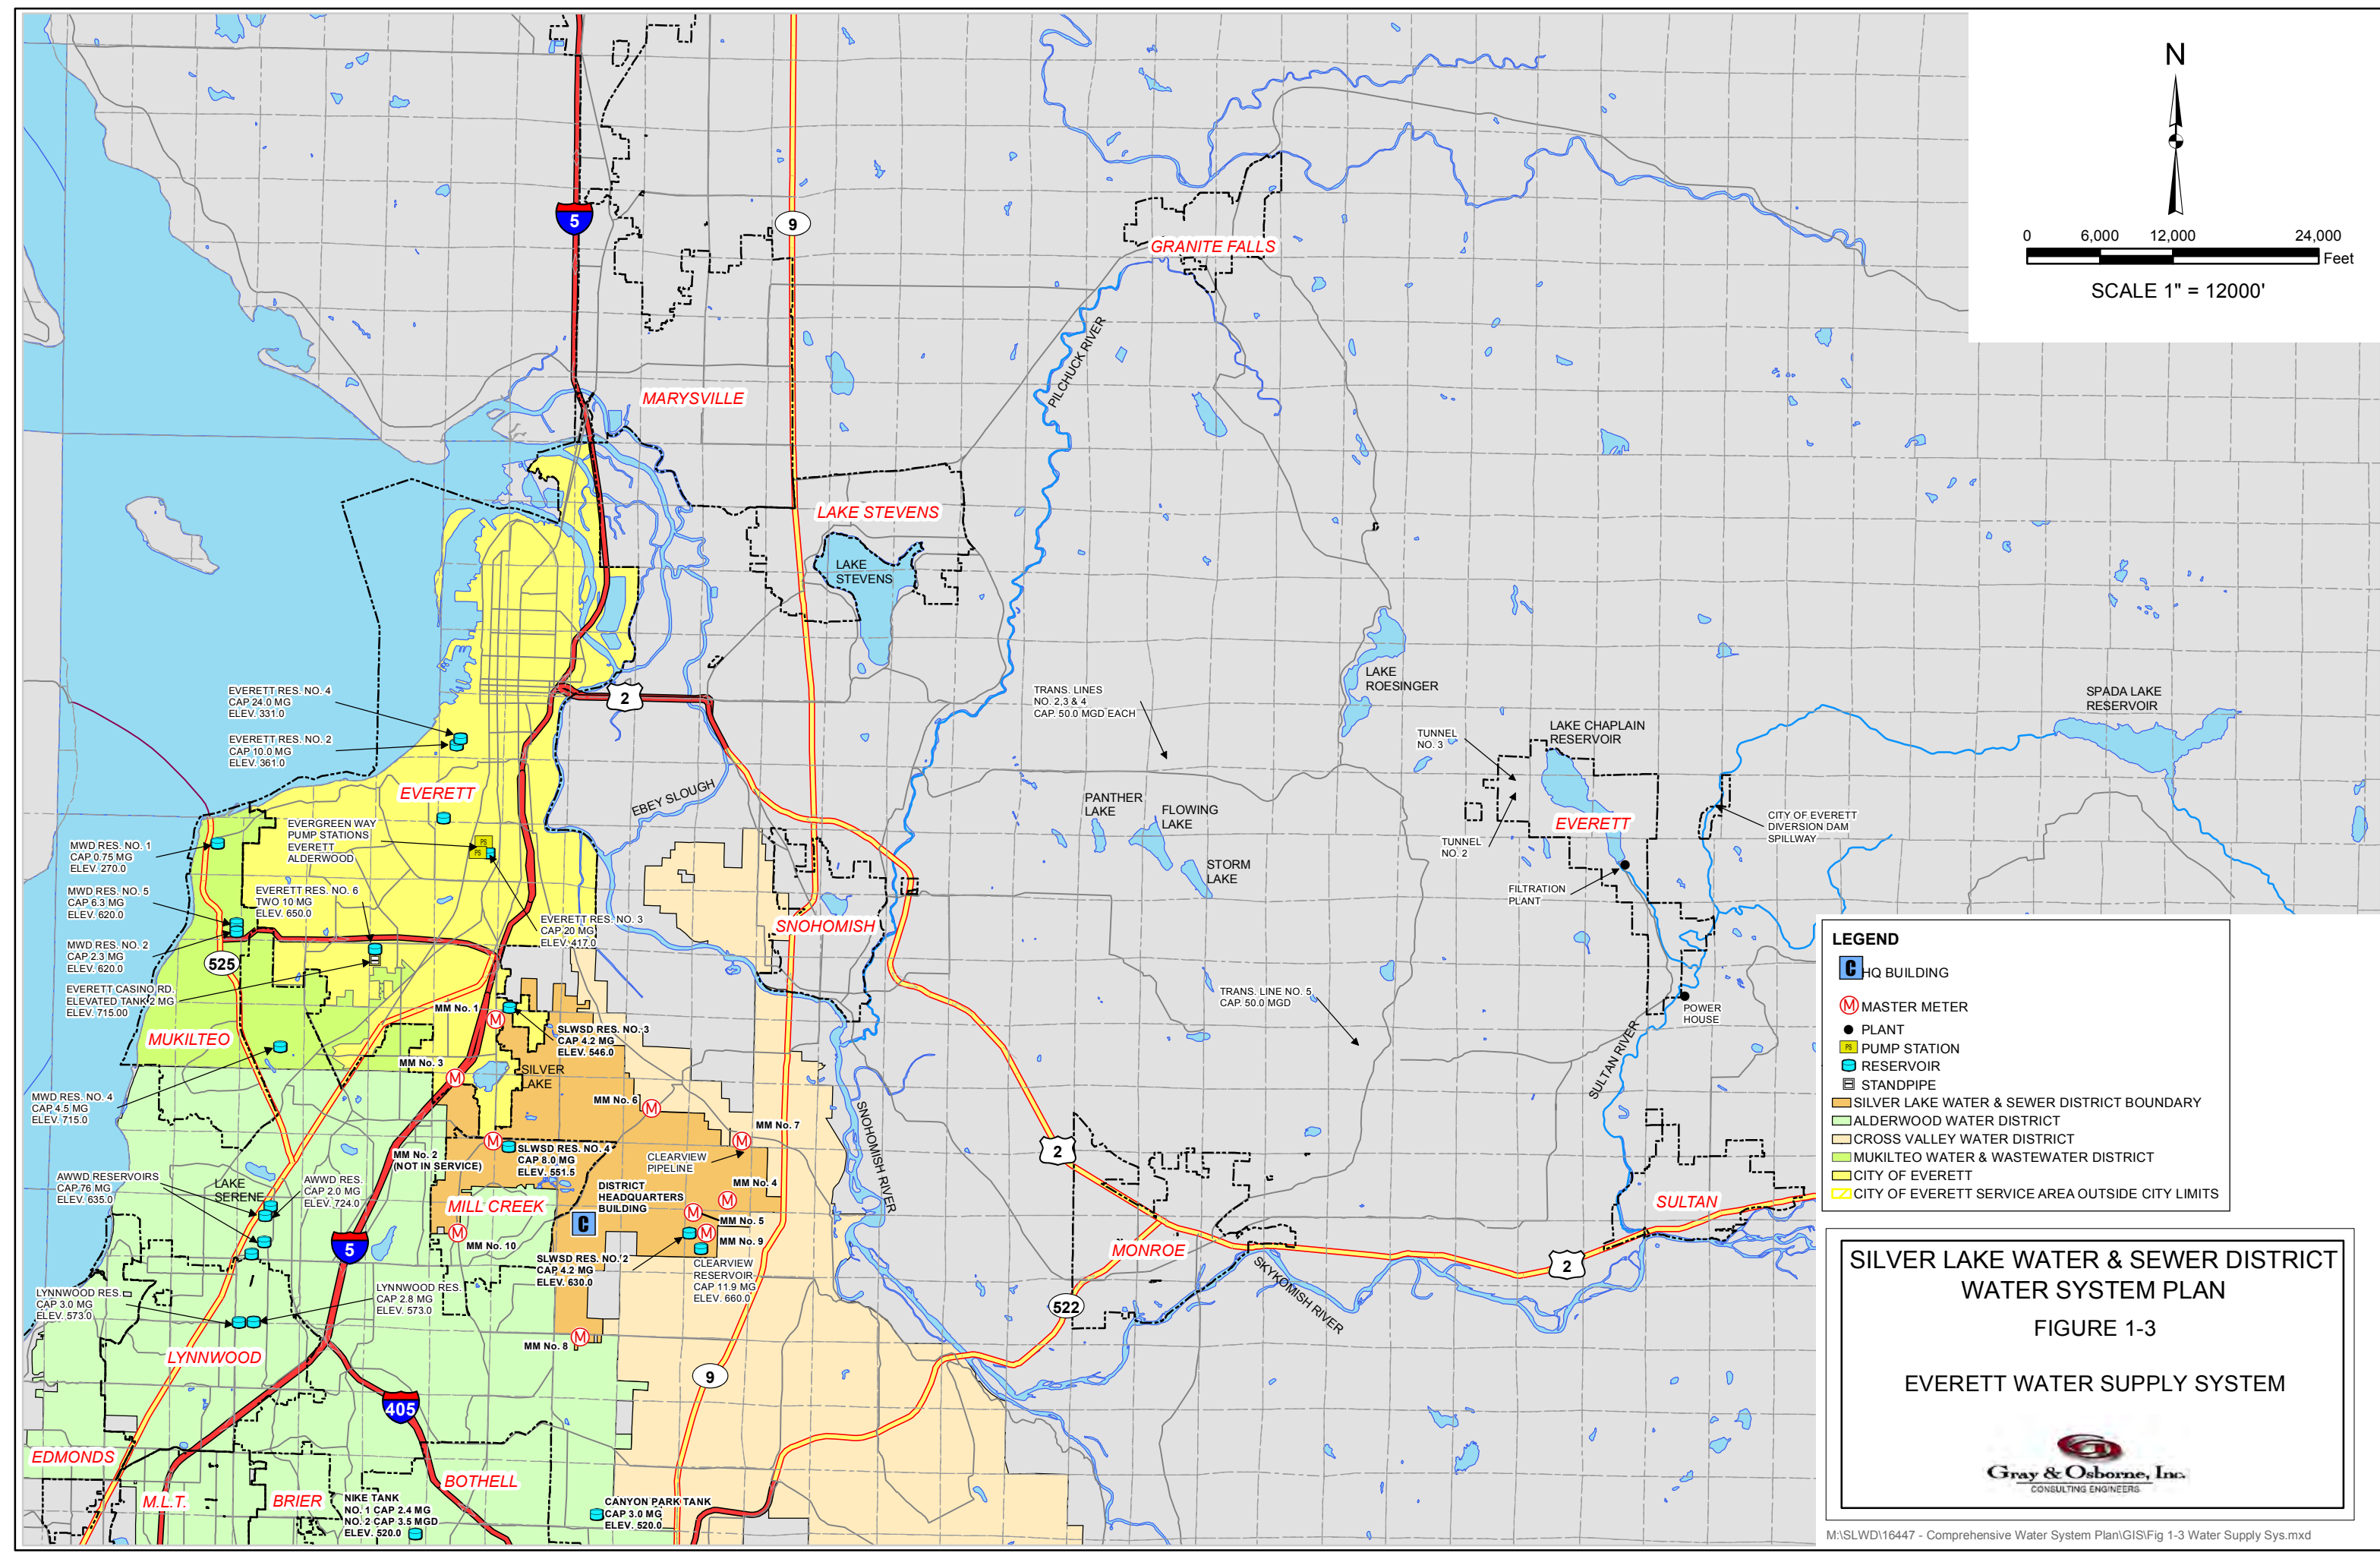 N
0 6,000 12,000 24,000
Feet
SCALE 1" = 12000'
5
9
GRANITE FALLS
PILCHUCK RIVER
MARYSVILLE
LAKE STEVENS
LAKE
STEVENS
2
LAKE
ROESINGER
SPADA LAKE
RESERVOIR
EVERETT RES. NO. 4
CAP 24.0 MG
ELEV. 331.0
EVERETT RES. NO. 2
CAP 10.0 MG
ELEV. 361.0
TRANS. LINES
NO. 2,3 & 4
CAP. 50.0 MGD EACH
TUNNEL
NO. 3
LAKE CHAPLAIN
RESERVOIR
EVERETT
EBEY SLOUGH
PANTHER
LAKE
FLOWING
LAKE
STORM
LAKE
EVERETT
TUNNEL
NO. 2
CITY OF EVERETT
DIVERSION DAM
SPILLWAY
FILTRATION
PLANT
EVERGREEN WAY
PUMP STATIONS
EVERETT
ALDERWOOD
PS
PS
MWD RES. NO. 1
CAP 0.75 MG
ELEV. 270.0
MWD RES. NO. 5
CAP 6.3 MG
ELEV. 620.0
EVERETT RES. NO. 6
TWO 10 MG
ELEV. 650.0
EVERETT RES. NO. 3
CAP 20 MG
ELEV. 417.0
MWD RES. NO. 2
CAP 2.3 MG
ELEV. 620.0
525
SNOHOMISH
EVERETT CASINO RD.
ELEVATED TANK 2 MG
ELEV. 715.00
MM No. 1
M
TRANS. LINE NO. 5
CAP. 50.0 MGD
POWER
HOUSE
MUKILTEO
SLWSD RES. NO. 3
CAP 4.2 MG
ELEV. 546.0
MM No. 3
M
SILVER
LAKE
SULTAN RIVER
MWD RES. NO. 4
CAP 4.5 MG
ELEV. 715.0
MM No. 6
M
MM No. 7
M
SNOHOMISH RIVER
2
MM No. 2
(NOT IN SERVICE)
M
SLWSD RES. NO. 4
CAP 8.0 MG
ELEV. 551.5
CLEARVIEW
PIPELINE
AWWD RESERVOIRS
CAP 76 MG
ELEV. 635.0
LAKE
SERENE
AWWD RES.
CAP 2.0 MG
ELEV. 724.0
MILL CREEK
DISTRICT
HEADQUARTERS
BUILDING
C
MM No. 4
M
M
MM No. 5
M
MM No. 9
M
MM No. 10
5
SLWSD RES. NO. 2
CAP 4.2 MG
ELEV. 630.0
CLEARVIEW
RESERVOIR
CAP 11.9 MG
ELEV. 660.0
MONROE
SULTAN
2
SKYKOMISH RIVER
522
LYNNWOOD RES.
CAP 3.0 MG
ELEV. 573.0
LYNNWOOD RES.
CAP 2.8 MG
ELEV. 573.0
MM No. 8
M
LYNNWOOD
9
405
EDMONDS
M.L.T.
BRIER
BOTHELL
NIKE TANK
NO. 1 CAP 2.4 MG
NO. 2 CAP 3.5 MGD
ELEV. 520.0
CANYON PARK TANK
CAP 3.0 MG
ELEV. 520.0
LEGEND
C HQ BUILDING
M MASTER METER
PLANT
PS PUMP STATION
RESERVOIR
STANDPIPE
SILVER LAKE WATER & SEWER DISTRICT BOUNDARY
ALDERWOOD WATER DISTRICT
CROSS VALLEY WATER DISTRICT
MUKILTEO WATER & WASTEWATER DISTRICT
CITY OF EVERETT
CITY OF EVERETT SERVICE AREA OUTSIDE CITY LIMITS
SILVER LAKE WATER & SEWER DISTRICT
WATER SYSTEM PLAN
FIGURE 1-3
EVERETT WATER SUPPLY SYSTEM
Gray & Osborne, Inc.
CONSULTING ENGINEERS
M:\SLWD\16447 - Comprehensive Water System Plan\GIS\Fig 1-3 Water Supply Sys.mxd